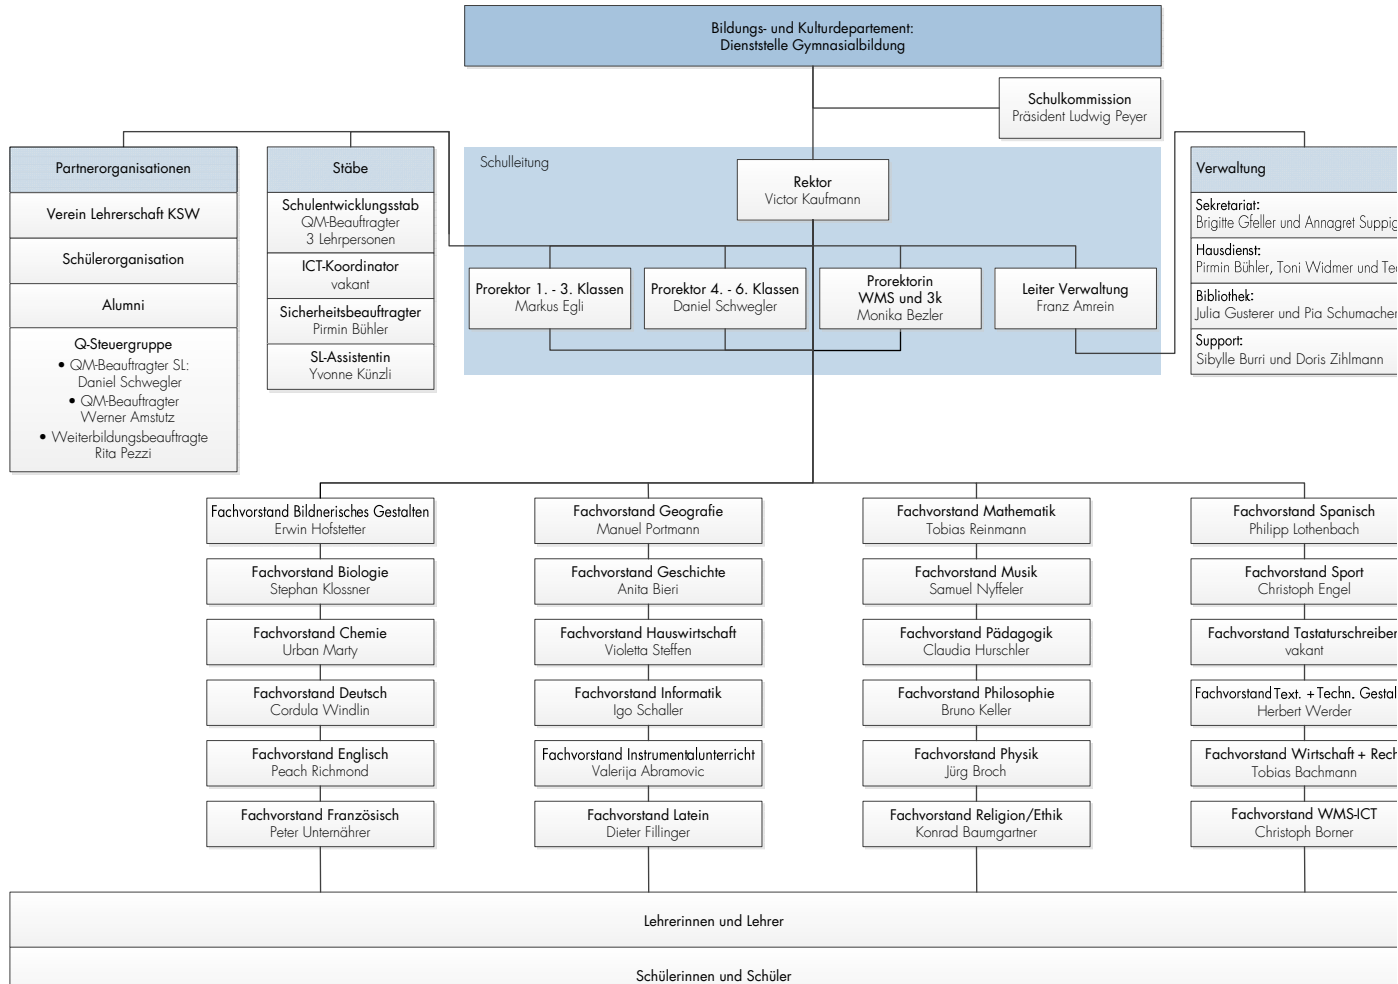 Bildungs- und Kulturdepartement:
Dienststelle Gymnasialbildung
Schulkommission
Präsident Ludwig Peyer
Partnerorganisationen
Verein Lehrerschaft KSW
Schülerorganisation
Alumni
Q-Steuergruppe
• QM-Beauftragter SL:
Daniel Schwegler
• QM-Beauftragter
Werner Amstutz
• Weiterbildungsbeauftragte
Rita Pezzi
Stäbe
Schulentwicklungsstab
QM-Beauftragter
3 Lehrpersonen
ICT-Koordinator
vakant
Sicherheitsbeauftragter
Pirmin Bühler
SL-Assistentin
Yvonne Künzli
Schulleitung
Rektor
Victor Kaufmann
Prorektor 1. - 3. Klassen
Markus Egli
Prorektor 4. - 6. Klassen
Daniel Schwegler
Prorektorin
WMS und 3k
Monika Bezler
Leiter Verwaltung
Franz Amrein
Verwaltung
Sekretariat:
Brigitte Gfeller und Annagret Suppig
Hausdienst:
Pirmin Bühler, Toni Widmer und
Bibliothek:
Julia Gusterer und Pia Schumacher
Support:
Sibylle Burri und Doris Zihlmann
Fachvorstand Bildnerisches Gestalten
Erwin Hofstetter
Fachvorstand Biologie
Stephan Klossner
Fachvorstand Chemie
Urban Marty
Fachvorstand Deutsch
Cordula Windlin
Fachvorstand Englisch
Peach Richmond
Fachvorstand Französisch
Peter Unternährer
Fachvorstand Geografie
Manuel Portmann
Fachvorstand Geschichte
Anita Bieri
Fachvorstand Hauswirtschaft
Violetta Steffen
Fachvorstand Informatik
Igo Schaller
Fachvorstand Instrumentalunterricht
Valerija Abramovic
Fachvorstand Latein
Dieter Fillinger
Fachvorstand Mathematik
Tobias Reinmann
Fachvorstand Musik
Samuel Nyffeler
Fachvorstand Pädagogik
Claudia Hurschler
Fachvorstand Philosophie
Bruno Keller
Fachvorstand Physik
Jürg Broch
Fachvorstand Religion/Ethik
Konrad Baumgartner
Fachvorstand Spanisch
Philipp Lothenbach
Fachvorstand Sport
Christoph Engel
Fachvorstand Tastaturschreiben
vakant
Fachvorstand Text. + Techn. Gestal
Herbert Werder
Fachvorstand Wirtschaft + Rech
Tobias Bachmann
Fachvorstand WMS-ICT
Christoph Borner
Lehrerinnen und Lehrer
Schülerinnen und Schüler